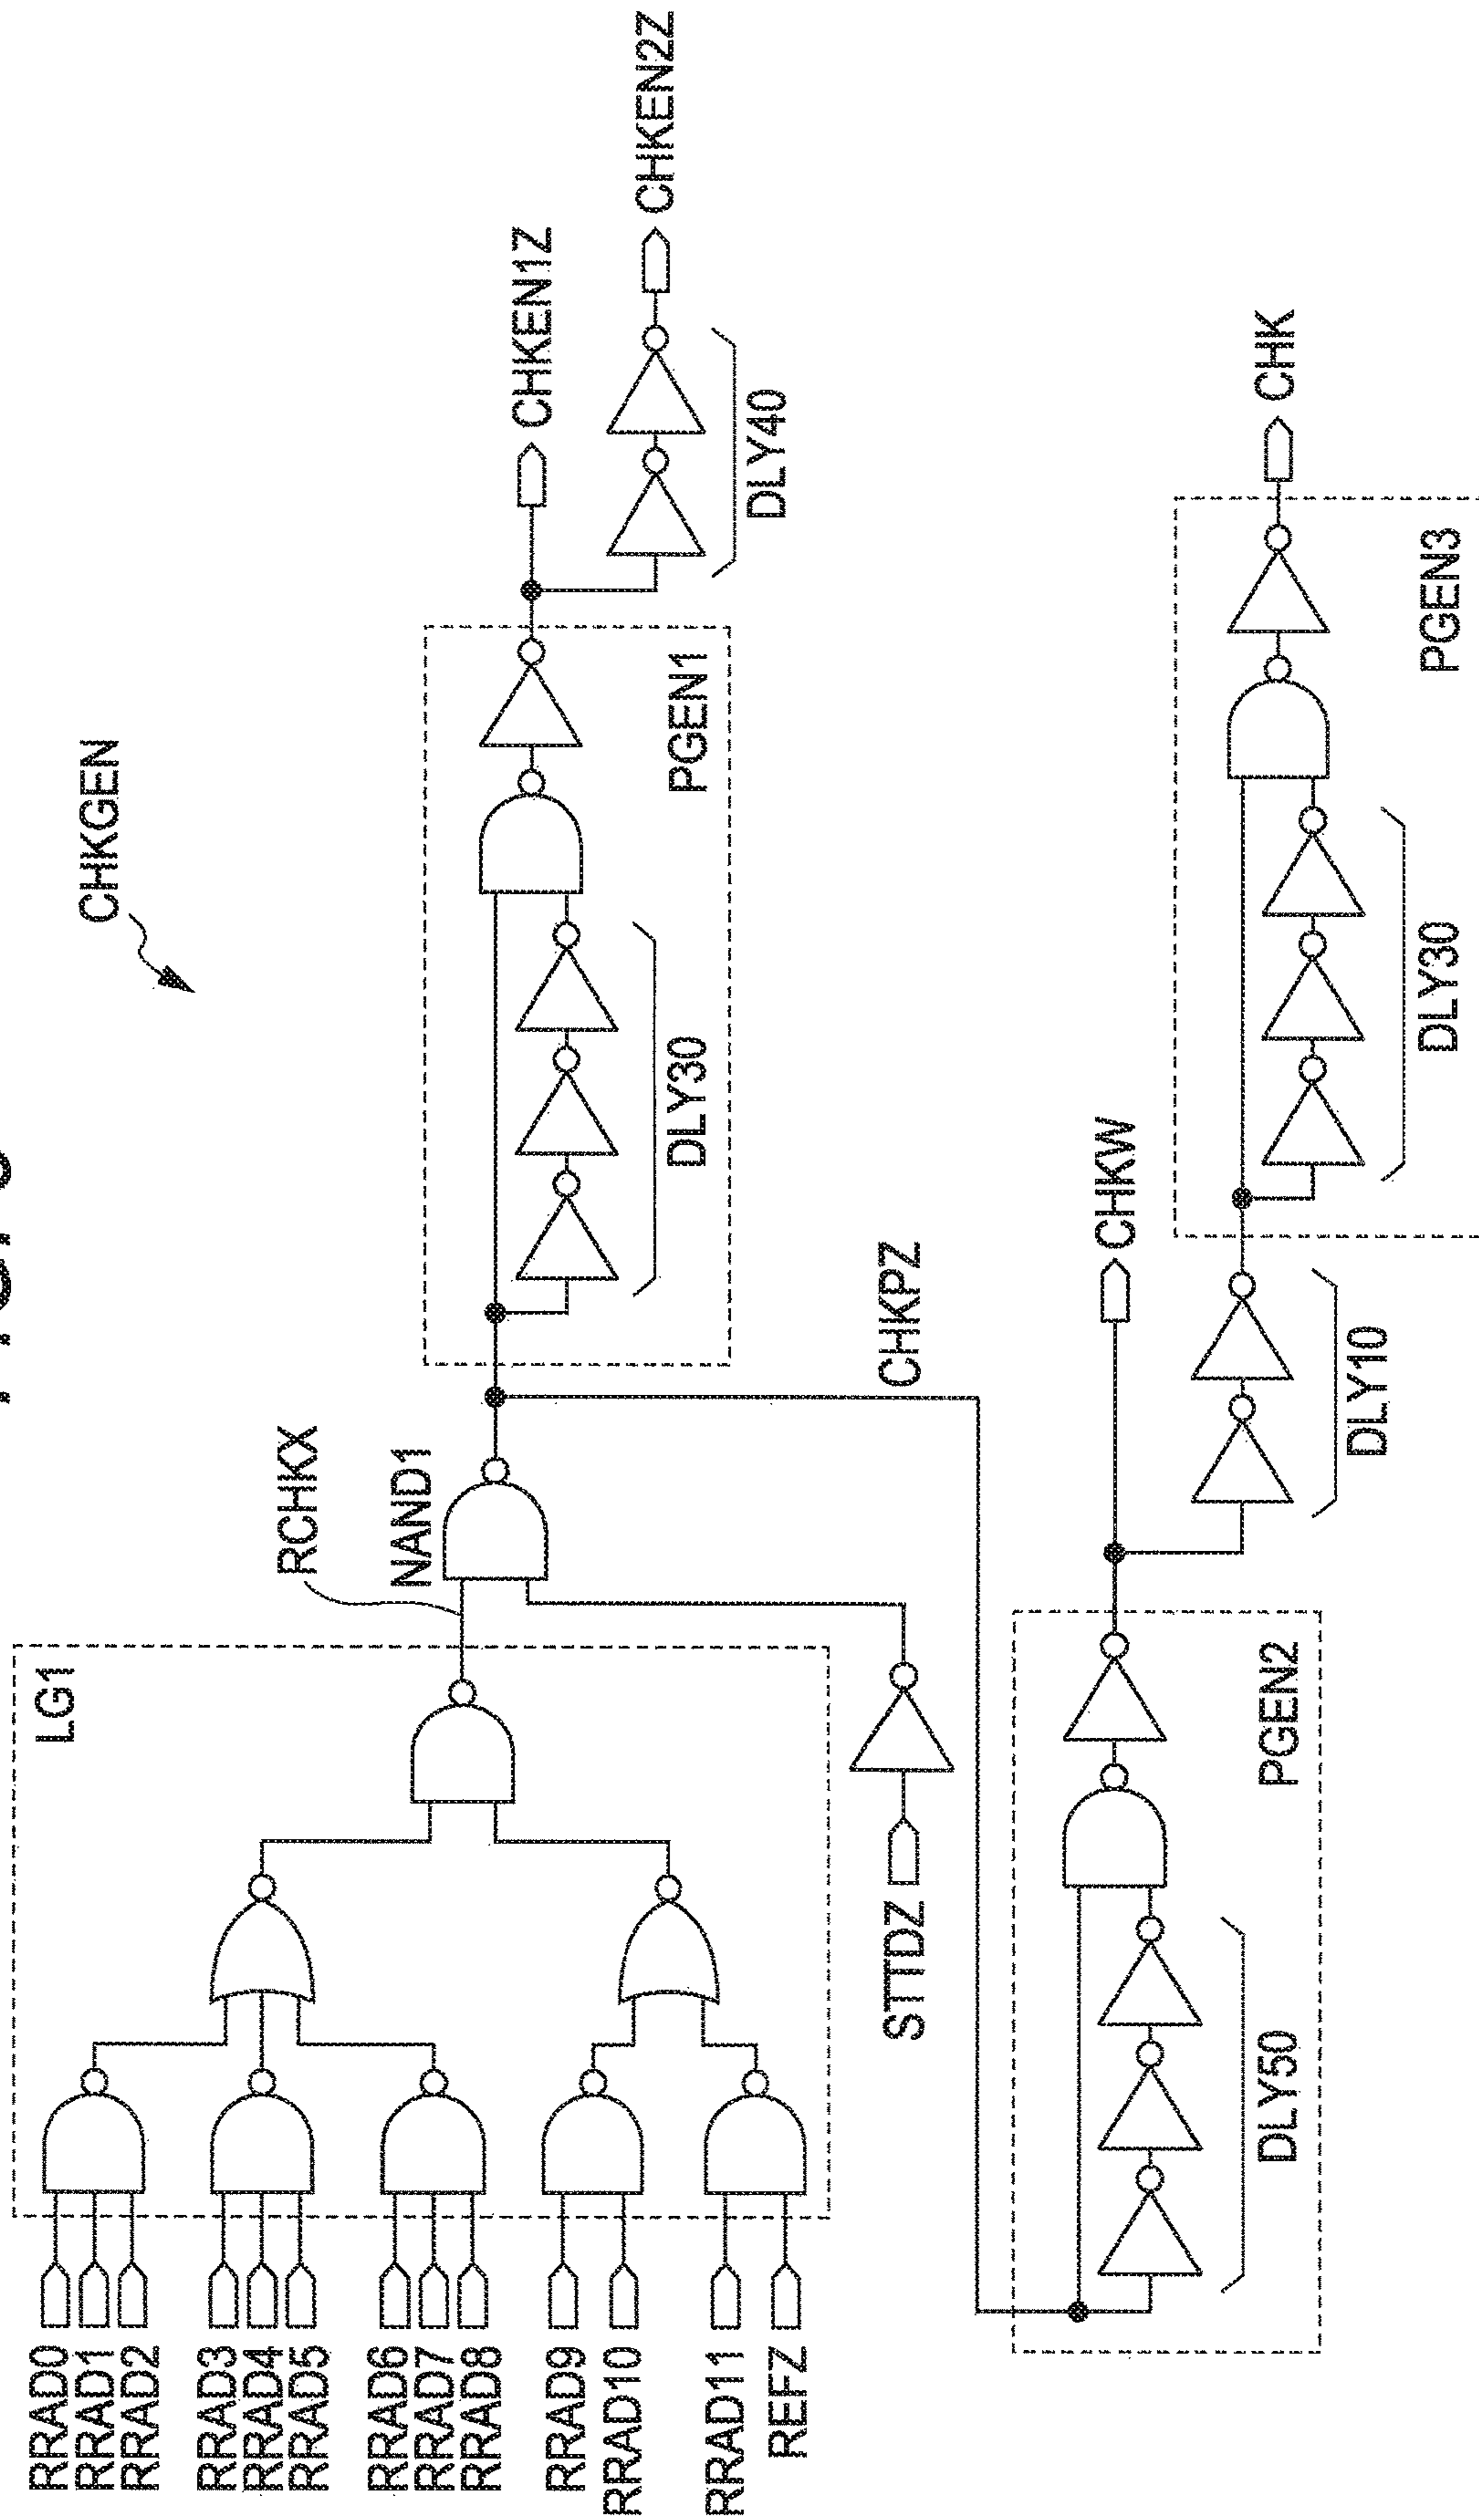 CHKGEN
LG1
RRAD0
RRAD1
RRAD2
RRAD3
RRAD4
RRAD5
RRAD6
RRAD7
RRAD8
RRAD9
RRAD10
RRAD11
REFZ
RCHKX
NAND1
STTDZ
DLY30
PGEN1
CHKEN1Z
DLY40
CHKEN2Z
CHKPZ
DLY50
PGEN2
CHKW
DLY10
DLY30
PGEN3
CHK